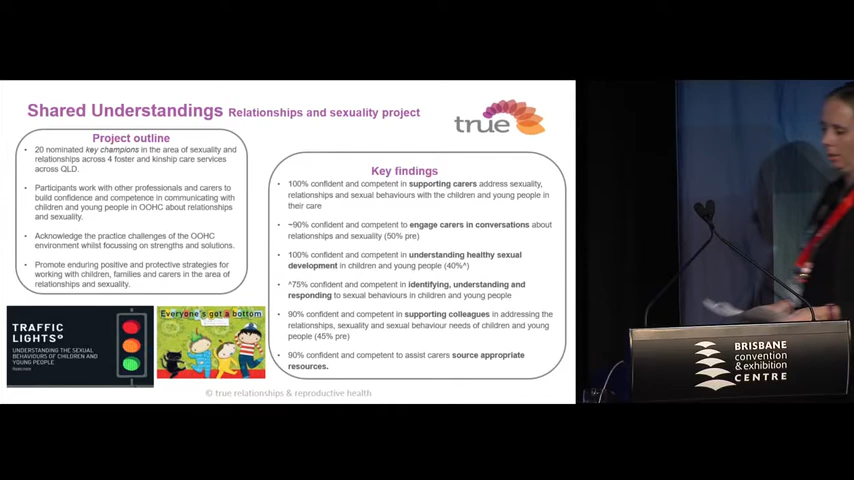 Shared Understandings Relationships and sexuality project
true
Project outline
• 20 nominated key champions in the area of sexuality and
relationships across 4 foster and kinship care services
across QLD.
• Participants work with other professionals and carers to
build confidence and competence in communicating with
children and young people in OOHC about relationships
and sexuality.
• Acknowledge the practice challenges of the OOHC
environment whilst focussing on strengths and solutions.
• Promote enduring positive and protective strategies for
working with children, families and carers in the area of
relationships and sexuality.
Key findings
• 100% confident and competent in supporting carers address sexuality,
relationships and sexual behaviours with the children and young people in
their care
• ~90% confident and competent to engage carers in conversations about
relationships and sexuality (50% pre)
• 100% confident and competent in understanding healthy sexual
development in children and young people (40%^)
• ^75% confident and competent in identifying, understanding and
responding to sexual behaviours in children and young people
• 90% confident and competent in supporting colleagues in addressing the
relationships, sexuality and sexual behaviour needs of children and young
people (45% pre)
• 90% confident and competent to assist carers source appropriate
resources.
TRAFFIC
LIGHTS
UNDERSTANDING THE SEXUAL
BEHAVIOURS OF CHILDREN AND
YOUNG PEOPLE
Everyone's got a bottom
© true relationships & reproductive health
BRISBANE
convention
& exhibition
CENTRE